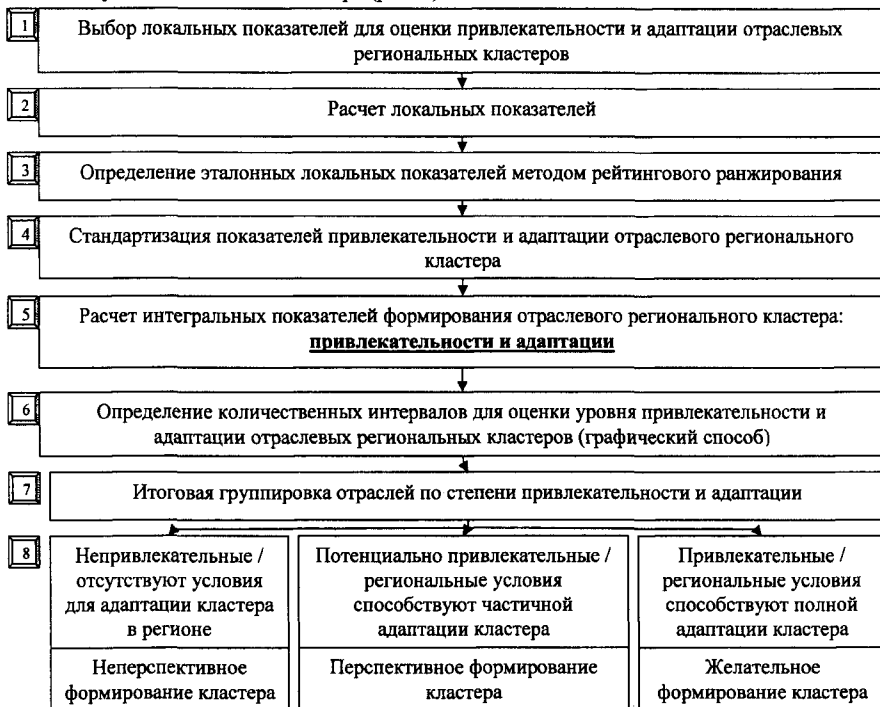 1
Выбор локальных показателей для оценки привлекательности и адаптации отраслевых
региональных кластеров
2
Расчет локальных показателей
3
Определение эталонных локальных показателей методом рейтингового ранжирования
4
Стандартизация показателей привлекательности и адаптации отраслевого регионального
кластера
5
Расчет интегральных показателей формирования отраслевого регионального кластера:
привлекательности и адаптации
6
Определение количественных интервалов для оценки уровня привлекательности и
адаптации отраслевых региональных кластеров (графический способ)
7
Итоговая группировка отраслей по степени привлекательности и адаптации
8
Непривлекательные /
отсутствуют условия
для адаптации кластера
в регионе
Неперспективное
формирование кластера
Потенциально привлекательные /
региональные условия
способствуют частичной
адаптации кластера
Перспективное формирование
кластера
Привлекательные /
региональные условия
способствуют полной
адаптации кластера
Желательное
формирование кластера